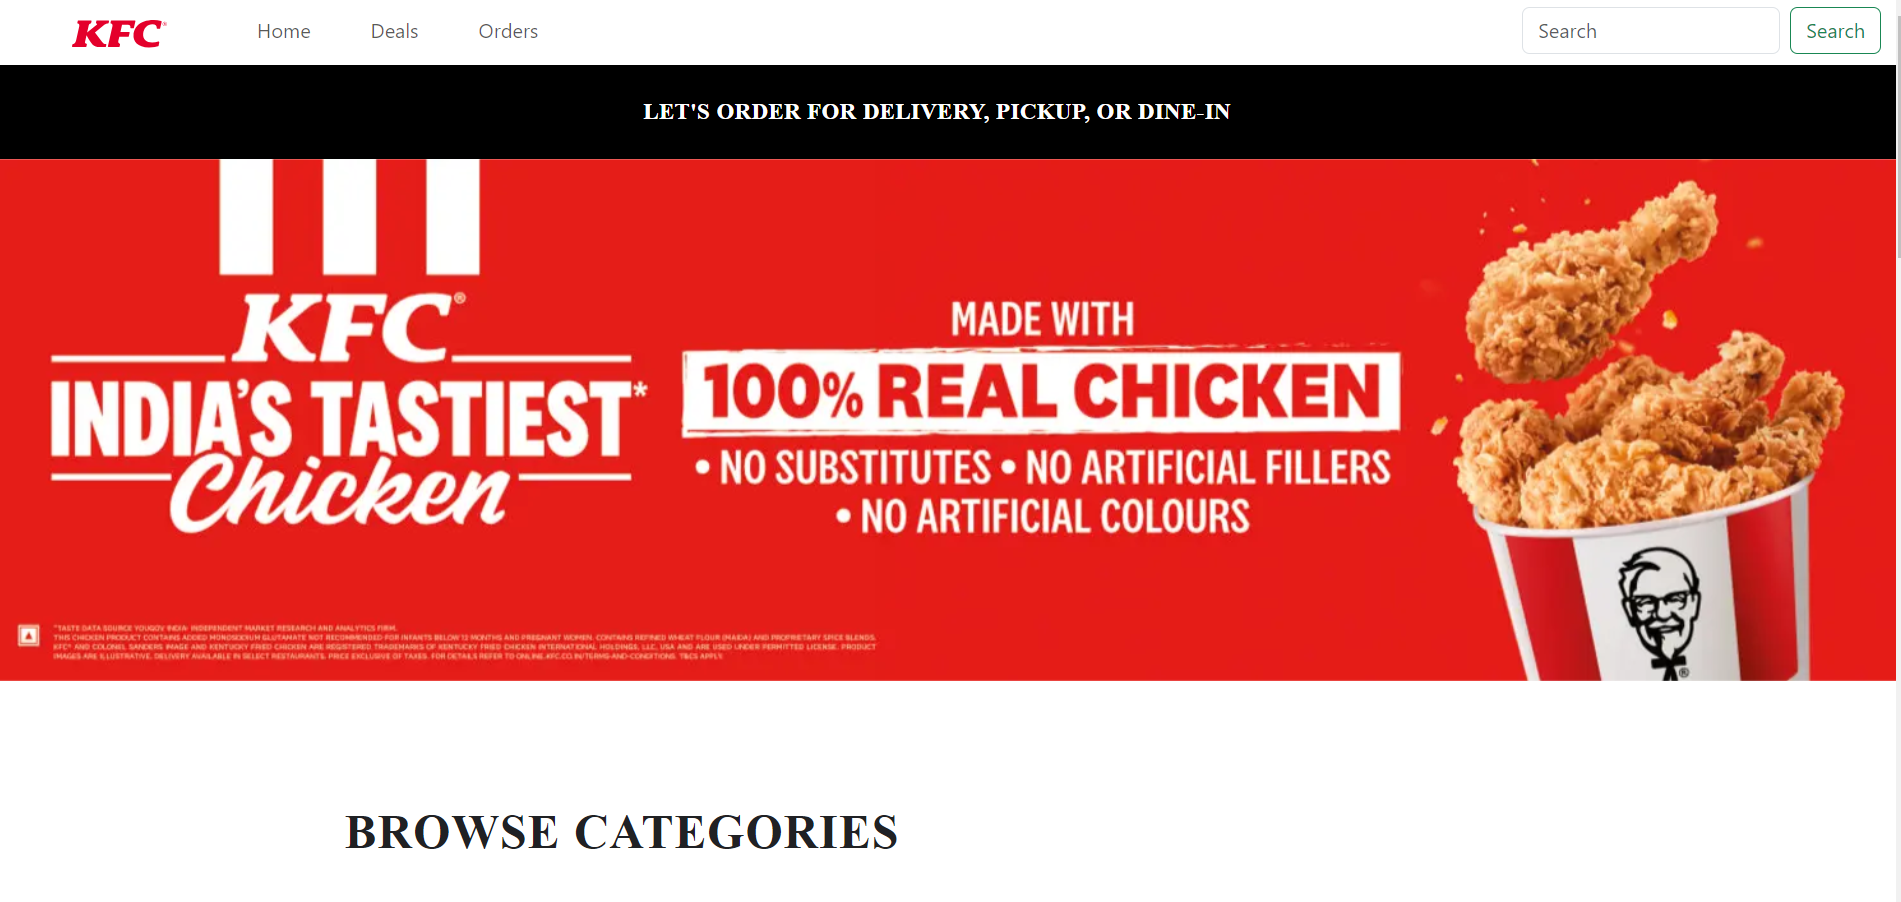 KFC
Home
Deals
Orders
Search
Search
LET'S ORDER FOR DELIVERY, PICKUP, OR DINE-IN
KFC®
INDIA'S TASTIEST*
Chicken
MADE WITH
100% REAL CHICKEN
• NO SUBSTITUTES • NO ARTIFICIAL FILLERS
• NO ARTIFICIAL COLOURS
*TASTE DATA SOURCE YOUGOV INDIA- INDEPENDENT MARKET RESEARCH AND ANALYTICS FIRM.
THIS CHICKEN PRODUCT CONTAINS ADDED MONOSODIUM GLUTAMATE NOT RECOMMENDED FOR INFANTS BELOW 12 MONTHS AND PREGNANT WOMEN. CONTAINS REFINED WHEAT FLOUR (MAIDA) AND PROPRIETARY SPICE BLENDS.
KFC® AND COLONEL SANDERS IMAGE AND KENTUCKY FRIED CHICKEN ARE REGISTERED TRADEMARKS OF KENTUCKY FRIED CHICKEN INTERNATIONAL HOLDINGS, LLC, USA AND ARE USED UNDER PERMITTED LICENSE. PRODUCT
IMAGES ARE ILLUSTRATIVE. DELIVERY AVAILABLE IN SELECT RESTAURANTS. PRICE EXCLUSIVE OF TAXES. FOR DETAILS REFER TO ONLINE.KFC.CO.IN/TERMS-AND-CONDITIONS. T&CS APPLY.
®
BROWSE CATEGORIES